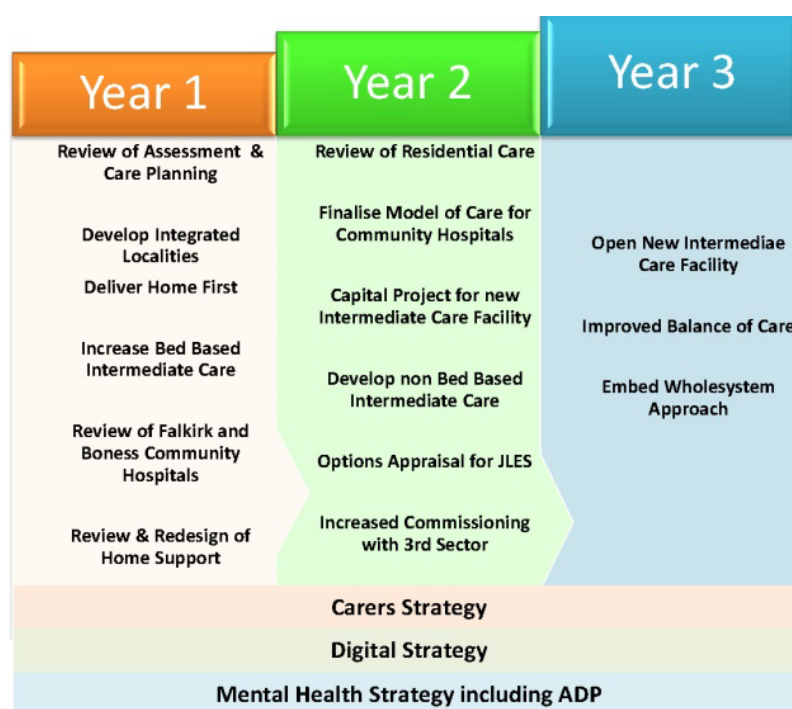 Year 1
Review of Assessment &
Care Planning
Develop Integrated
Localities
Deliver Home First
Increase Bed Based
Intermediate Care
Review of Falkirk and
Boness Community
Hospitals
Review & Redesign of
Home Support
Year 2
Review of Residential Care
Finalise Model of Care for
Community Hospitals
Capital Project for new
Intermediate Care Facility
Develop non Bed Based
Intermediate Care
Options Appraisal for JLES
Increased Commissioning
with 3rd Sector
Year 3
Open New Intermediae
Care Facility
Improved Balance of Care
Embed Wholesystem
Approach
Carers Strategy
Digital Strategy
Mental Health Strategy including ADP